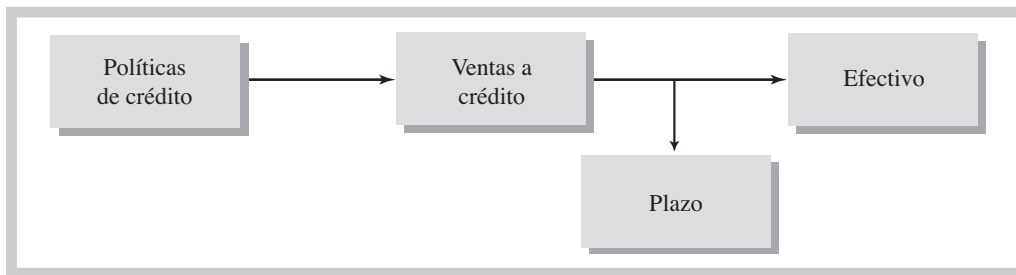 Políticas
de crédito
Ventas a
crédito
Efectivo
Plazo